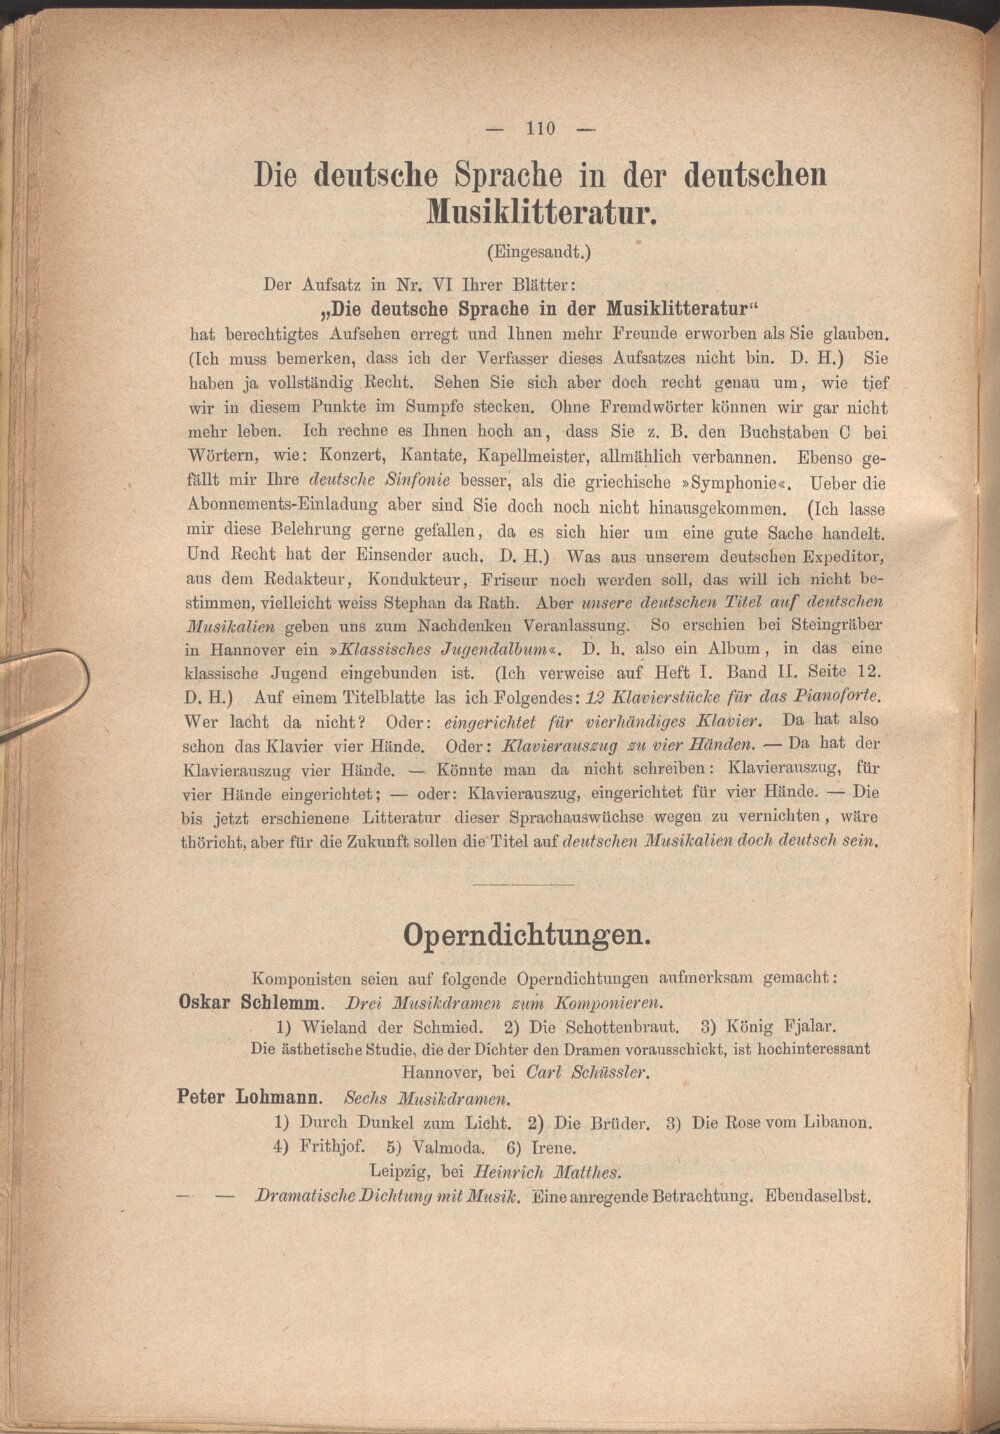 — 110 —
Die deutsche Sprache in der deutschen
Musiklitteratur.
(Eingesandt.)
Der Aufsatz in Nr. VI Ihrer Blätter:
„Die deutsche Sprache in der Musiklitteratur“
hat berechtigtes Aufsehen erregt und Ihnen mehr Freunde erworben als Sie glauben.
(Ich muss bemerken, dass ich der Verfasser dieses Aufsatzes nicht bin. D. H.) Sie
haben ja vollständig Recht. Sehen Sie sich aber doch recht genau um, wie tief
wir in diesem Punkte im Sumpfe stecken. Ohne Fremdwörter können wir gar nicht
mehr leben. Ich rechne es Ihnen hoch an, dass Sie z. B. den Buchstaben C bei
Wörtern, wie: Konzert, Kantate, Kapellmeister, allmählich verbannen. Ebenso ge-
fällt mir Ihre deutsche Sinfonie besser, als die griechische »Symphonie«. Ueber die
Abonnements-Einladung aber sind Sie doch noch nicht hinausgekommen. (Ich lasse
mir diese Belehrung gerne gefallen, da es sich hier um eine gute Sache handelt.
Und Recht hat der Einsender auch. D. H.) Was aus unserem deutschen Expeditor,
aus dem Redakteur, Kondukteur, Friseur noch werden soll, das will ich nicht be-
stimmen, vielleicht weiss Stephan da Rath. Aber unsere deutschen Titel auf deutschen
Musikalien geben uns zum Nachdenken Veranlassung. So erschien bei Steingräber
in Hannover ein »Klassisches Jugendalbum«. D. h. also ein Album, in das eine
klassische Jugend eingebunden ist. (Ich verweise auf Heft I. Band II. Seite 12.
D. H.) Auf einem Titelblatte las ich Folgendes: 12 Klavierstücke für das Pianoforte.
Wer lacht da nicht? Oder: eingerichtet für vierhändiges Klavier. Da hat also
schon das Klavier vier Hände. Oder: Klavierauszug zu vier Händen. — Da hat der
Klavierauszug vier Hände. — Könnte man da nicht schreiben: Klavierauszug, für
vier Hände eingerichtet; — oder: Klavierauszug, eingerichtet für vier Hände. — Die
bis jetzt erschienene Litteratur dieser Sprachauswüchse wegen zu vernichten, wäre
thöricht, aber für die Zukunft sollen die Titel auf deutschen Musikalien doch deutsch sein.
Operndichtungen.
Komponisten seien auf folgende Operndichtungen aufmerksam gemacht:
Oskar Schlemm. Drei Musikdramen zum Komponieren.
1) Wieland der Schmied. 2) Die Schottenbraut. 3) König Fjalar.
Die ästhetische Studie, die der Dichter den Dramen vorausschickt, ist hochinteressant
Hannover, bei Carl Schüssler.
Peter Lohmann. Sechs Musikdramen.
1) Durch Dunkel zum Licht. 2) Die Brüder. 3) Die Rose vom Libanon.
4) Frithjof. 5) Valmoda. 6) Irene.
Leipzig, bei Heinrich Matthes.
— — Dramatische Dichtung mit Musik. Eine anregende Betrachtung. Ebendaselbst.